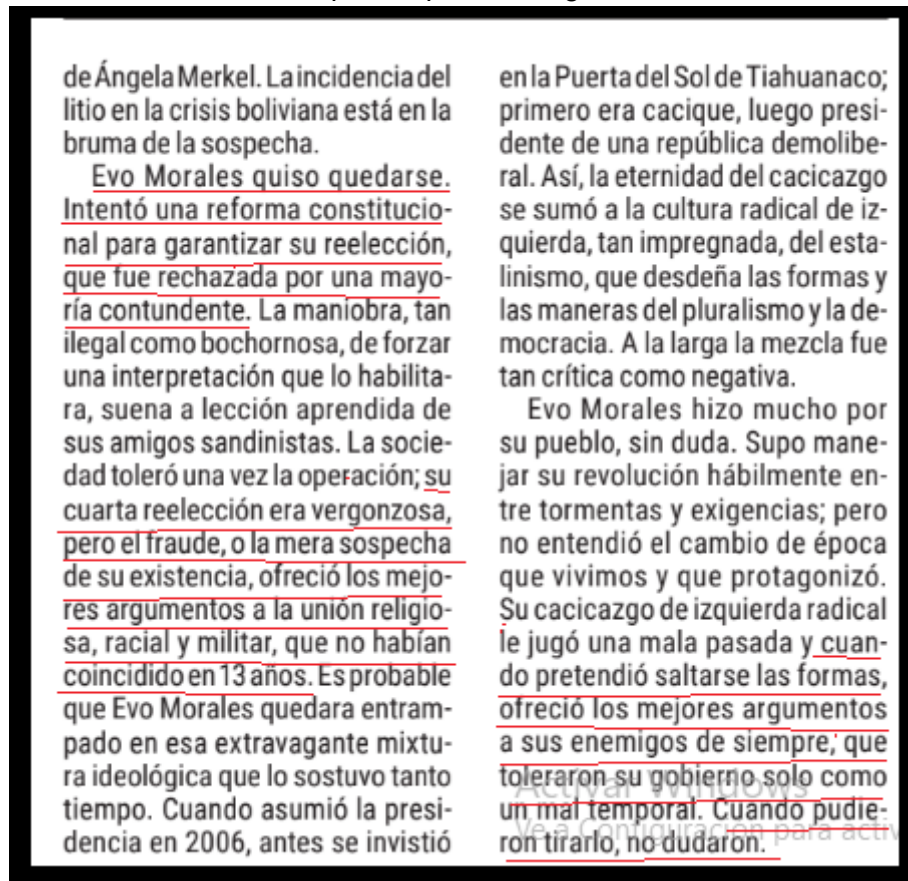 de Ángela Merkel. La incidencia del
litio en la crisis boliviana está en la
bruma de la sospecha.
Evo Morales quiso quedarse.
Intentó una reforma constitucio-
nal para garantizar su reelección,
que fue rechazada por una mayo-
ría contundente. La maniobra, tan
ilegal como bochornosa, de forzar
una interpretación que lo habilita-
ra, suena a lección aprendida de
sus amigos sandinistas. La socie-
dad toleró una vez la operación; su
cuarta reelección era vergonzosa,
pero el fraude, o la mera sospecha
de su existencia, ofreció los mejo-
res argumentos a la unión religio-
sa, racial y militar, que no habían
coincidido en 13 años. Es probable
que Evo Morales quedara entram-
pado en esa extravagante mixtu-
ra ideológica que lo sostuvo tanto
tiempo. Cuando asumió la presi-
dencia en 2006, antes se invistió
en la Puerta del Sol de Tiahuanaco;
primero era cacique, luego presi-
dente de una república demolibe-
ral. Así, la eternidad del cacicazgo
se sumó a la cultura radical de iz-
quierda, tan impregnada, del esta-
linismo, que desdeña las formas y
las maneras del pluralismo y la de-
mocracia. A la larga la mezcla fue
tan crítica como negativa.
Evo Morales hizo mucho por
su pueblo, sin duda. Supo mane-
jar su revolución hábilmente en-
tre tormentas y exigencias; pero
no entendió el cambio de época
que vivimos y que protagonizó.
Su cacicazgo de izquierda radical
le jugó una mala pasada y cuan-
do pretendió saltarse las formas,
ofreció los mejores argumentos
a sus enemigos de siempre, que
toleraron su gobierno solo como
un mal temporal. Cuando pudie-
ron tirarlo, no dudaron.
Activar Windows
Ve a Configuración para activ